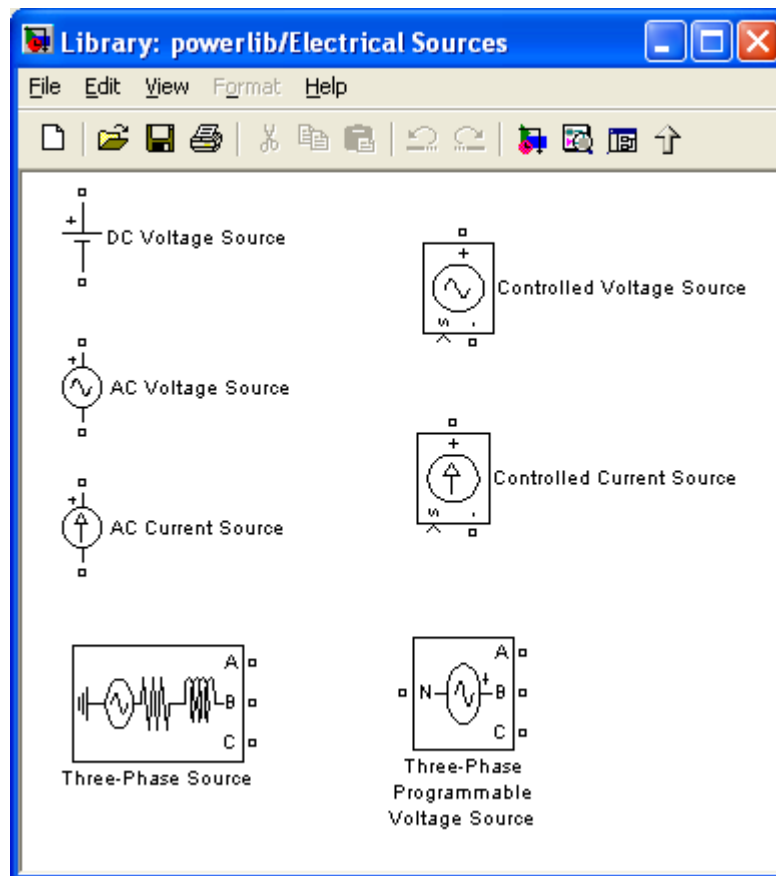 Library: powerlib/Electrical Sources
File Edit View Format Help
+
DC Voltage Source
+
s -
Controlled Voltage Source
+
AC Voltage Source
+
s -
Controlled Current Source
+
AC Current Source
A
B
C
Three-Phase Source
A
N + B
C
Three-Phase
Programmable
Voltage Source